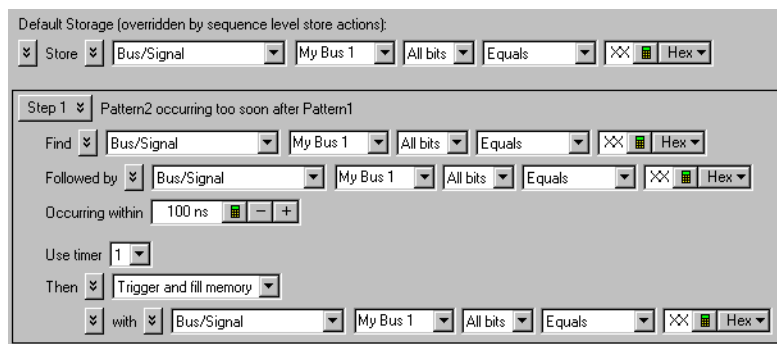 Default Storage (overridden by sequence level store actions):
Store Bus/Signal My Bus 1 All bits Equals XX Hex
Step 1 Pattern2 occurring too soon after Pattern1
Find Bus/Signal My Bus 1 All bits Equals XX Hex
Followed by Bus/Signal My Bus 1 All bits Equals XX Hex
Occurring within 100 ns − +
Use timer 1
Then Trigger and fill memory
with Bus/Signal My Bus 1 All bits Equals XX Hex